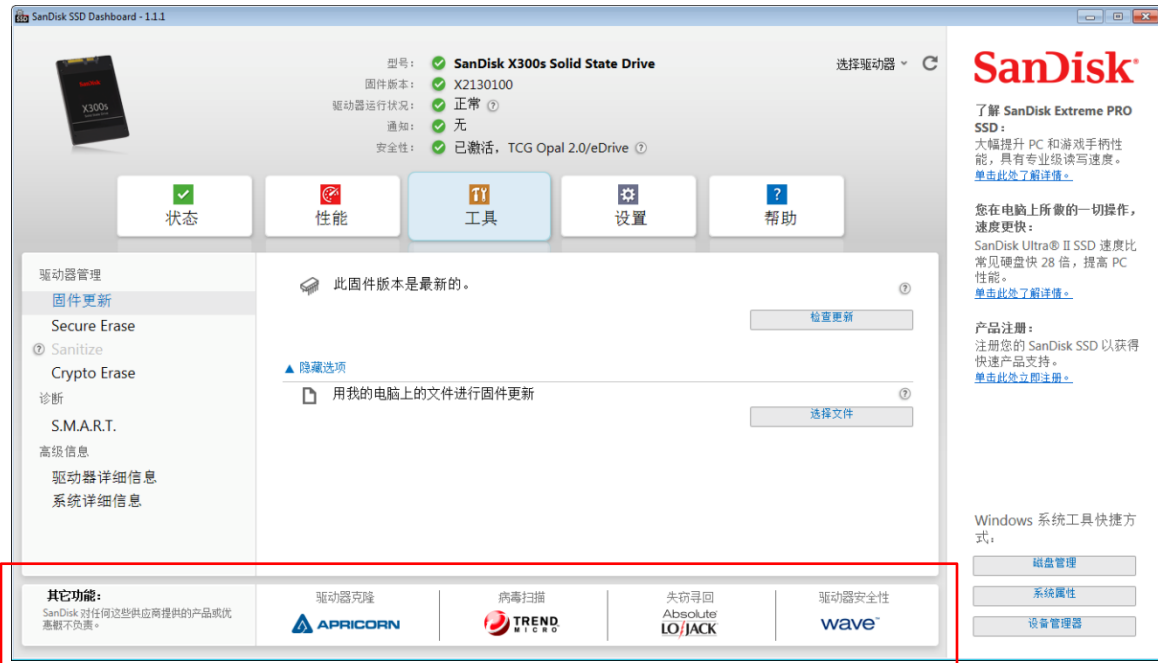 SanDisk SSD Dashboard - 1.1.1
SanDisk
X300s
型号: SanDisk X300s Solid State Drive
固件版本: X2130100
驱动器运行状况: 正常 ?
通知: 无
安全性: 已激活，TCG Opal 2.0/eDrive ?
选择驱动器
状态
性能
工具
? 
设置
帮助
驱动器管理
固件更新
Secure Erase
? Sanitize
Crypto Erase
诊断
S.M.A.R.T.
高级信息
驱动器详细信息
系统详细信息
此固件版本是最新的。 ?
检查更新
隐藏选项
用我的电脑上的文件进行固件更新 ?
选择文件
SanDisk
了解 SanDisk Extreme PRO
SSD：
大幅提升 PC 和游戏手柄性
能，具有专业级读写速度。
单击此处了解详情。
您在电脑上所做的一切操作，
速度更快：
SanDisk Ultra® II SSD 速度比
常见硬盘快 28 倍，提高 PC
性能。
单击此处了解详情。
产品注册：
注册您的 SanDisk SSD 以获得
快速产品支持。
单击此处立即注册。
Windows 系统工具快捷方
式:
磁盘管理
系统属性
设备管理器
其它功能：
SanDisk 对任何这些供应商提供的产品或优
惠概不负责。
驱动器克隆
APRICORN
病毒扫描
TREND
MICRO
失窃寻回
Absolute
LO/JACK
驱动器安全性
wave